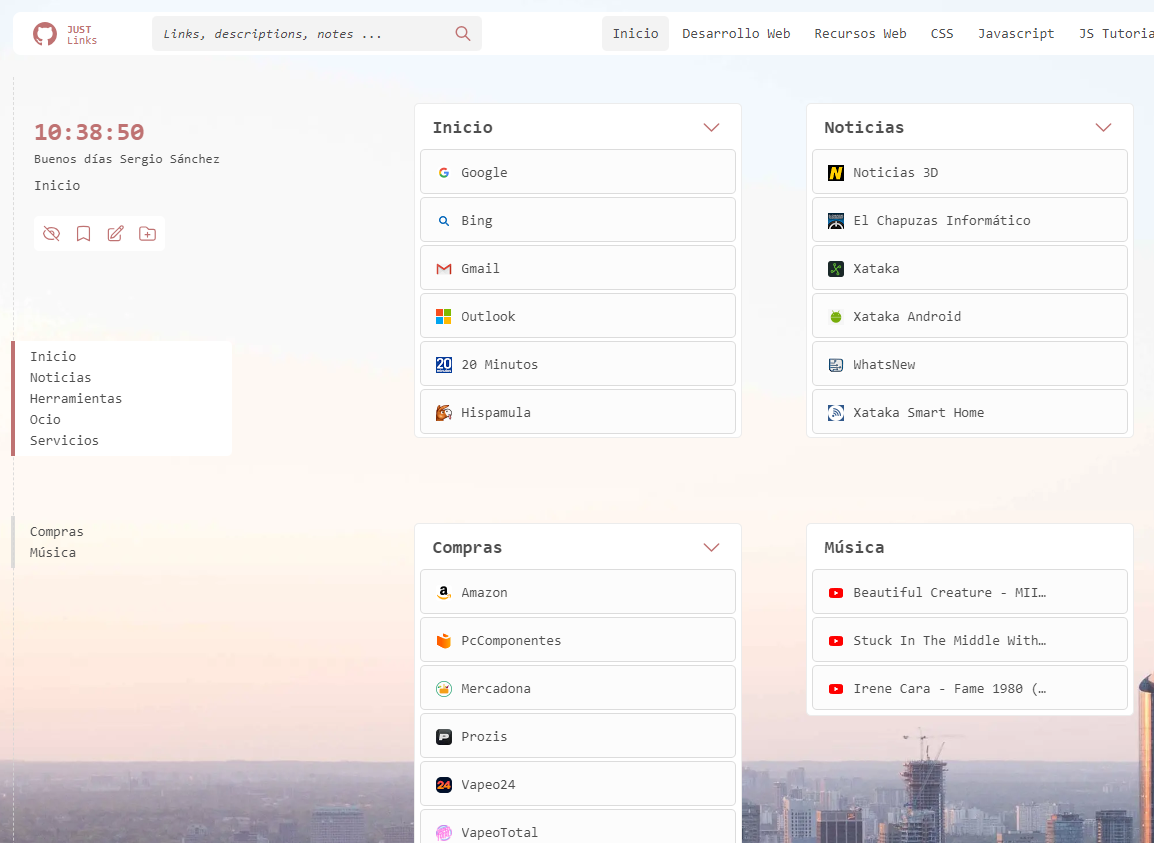 JUST
Links
Links, descriptions, notes ...
Inicio
Desarrollo Web
Recursos Web
CSS
Javascript
JS Tutoria
10:38:50
Buenos días Sergio Sánchez
Inicio
Inicio
Noticias
Herramientas
Ocio
Servicios
Compras
Música
Inicio
Google
Bing
Gmail
Outlook
20 Minutos
Hispamula
Noticias
Noticias 3D
El Chapuzas Informático
Xataka
Xataka Android
WhatsNew
Xataka Smart Home
Compras
Amazon
PcComponentes
Mercadona
Prozis
24
Vapeo24
VapeoTotal
Música
Beautiful Creature - MII…
Stuck In The Middle With…
Irene Cara - Fame 1980 (…